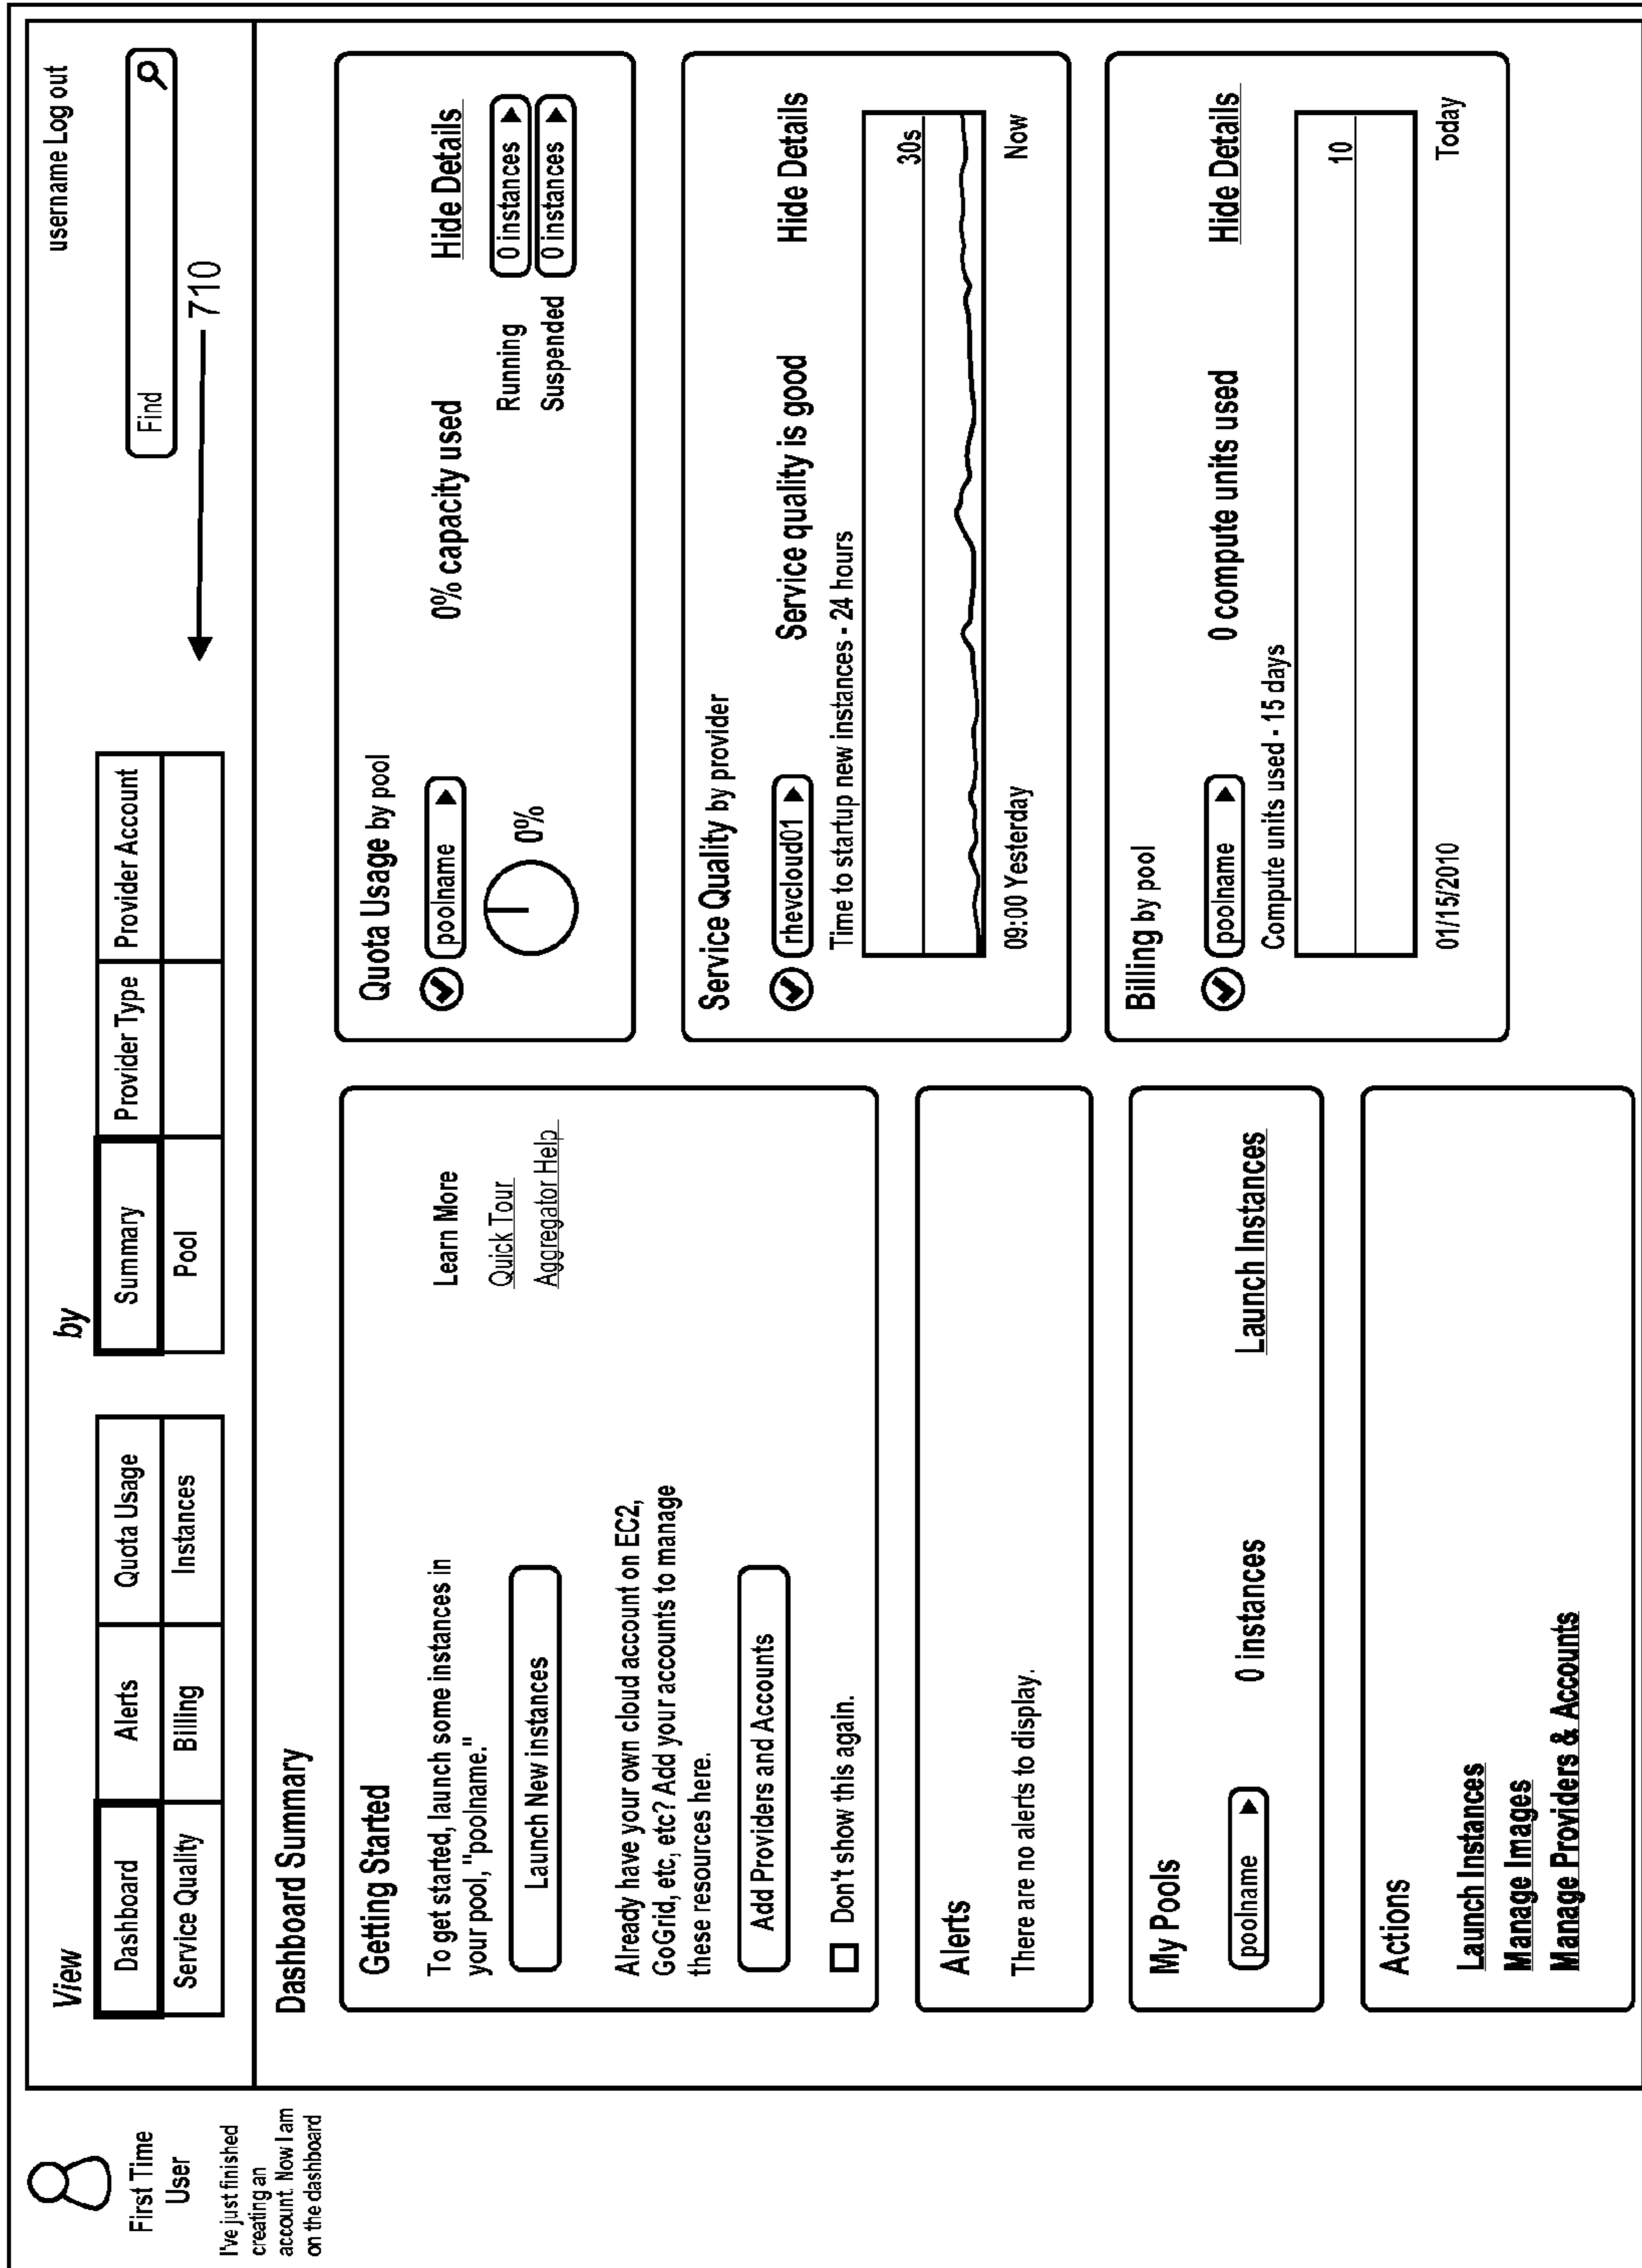 First Time
User
I've just finished
creating an
account. Now I am
on the dashboard
View
by
username Log out
Dashboard Alerts Quota Usage
Service Quality Billing Instances
Summary Provider Type Provider Account
Pool
Find
710
Dashboard Summary
Getting Started
To get started, launch some instances in
your pool, "poolname."
Launch New instances
Already have your own cloud account on EC2,
GoGrid, etc, etc? Add your accounts to manage
these resources here.
Add Providers and Accounts
Don't show this again.
Learn More
Quick Tour
Aggregator Help
Alerts
There are no alerts to display.
My Pools
poolname 0 instances Launch Instances
Actions
Launch Instances
Manage Images
Manage Providers & Accounts
Quota Usage by pool
poolname 0% capacity used Hide Details
0%
Running 0 instances
Suspended 0 instances
Service Quality by provider
rhevcloud01 Service quality is good Hide Details
Time to startup new instances - 24 hours
30s
09:00 Yesterday Now
Billing by pool
poolname 0 compute units used Hide Details
Compute units used - 15 days
10
01/15/2010 Today